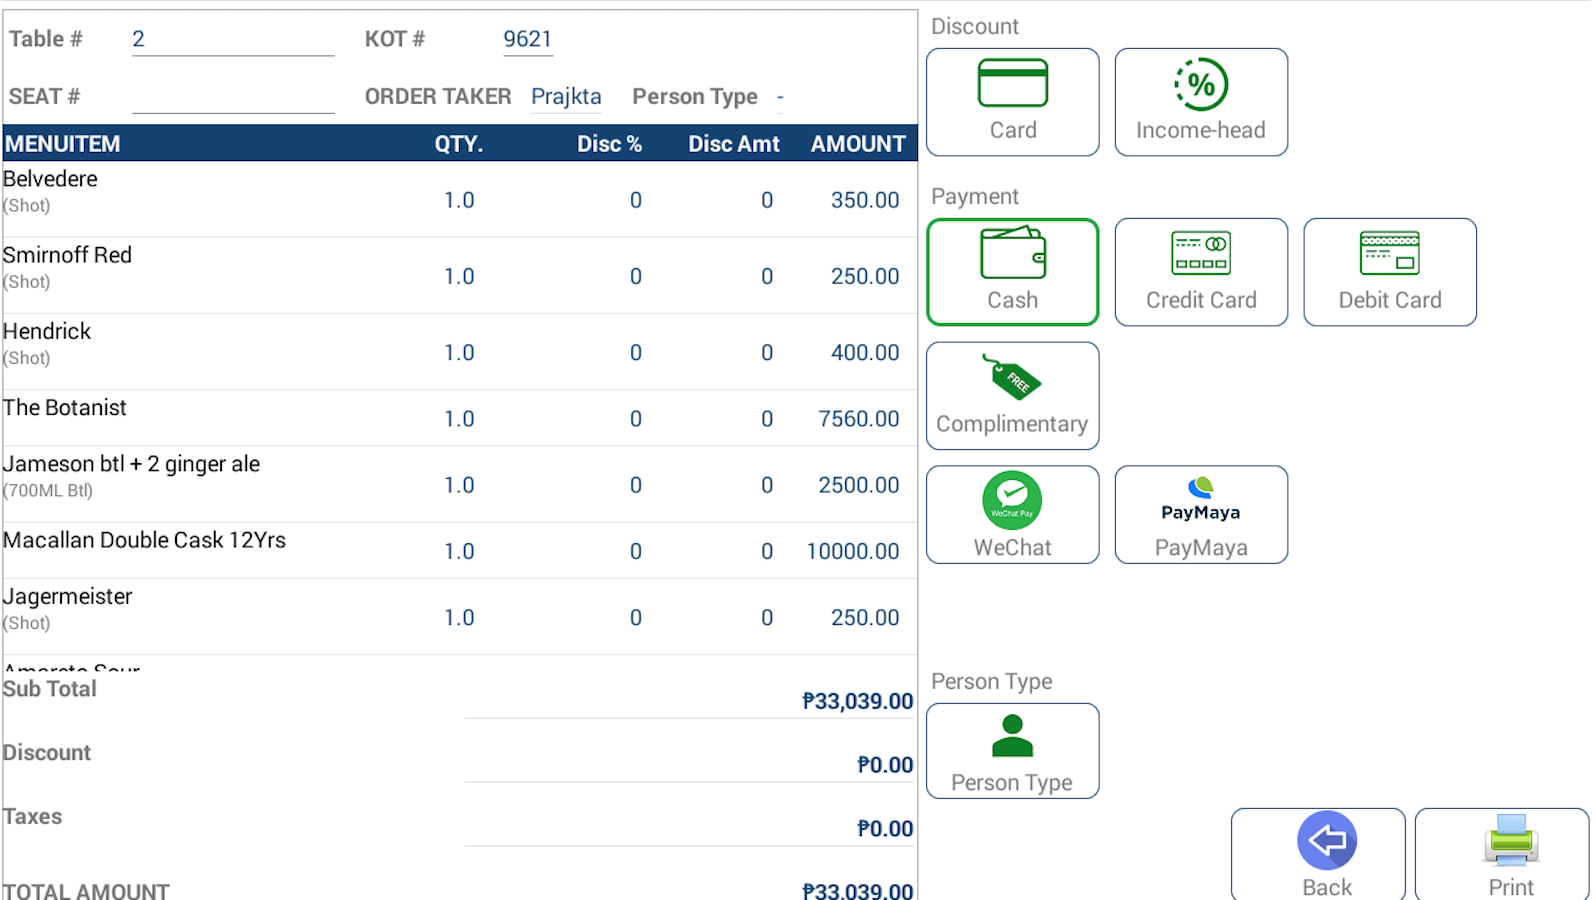 Table # 2 KOT # 9621
SEAT # ORDER TAKER Prajkta Person Type -
MENUITEM QTY. Disc % Disc Amt AMOUNT
Belvedere
(Shot) 1.0 0 0 350.00
Smirnoff Red
(Shot) 1.0 0 0 250.00
Hendrick
(Shot) 1.0 0 0 400.00
The Botanist 1.0 0 0 7560.00
Jameson btl + 2 ginger ale
(700ML Btl) 1.0 0 0 2500.00
Macallan Double Cask 12Yrs 1.0 0 0 10000.00
Jagermeister
(Shot) 1.0 0 0 250.00
Amareto Sour
Sub Total ₱33,039.00
Discount ₱0.00
Taxes ₱0.00
TOTAL AMOUNT ₱33,039.00
Discount
Card
%
Income-head
Payment
Cash
Credit Card
Debit Card
FREE
Complimentary
WeChat Pay
WeChat
PayMaya
PayMaya
Person Type
Person Type
Back
Print